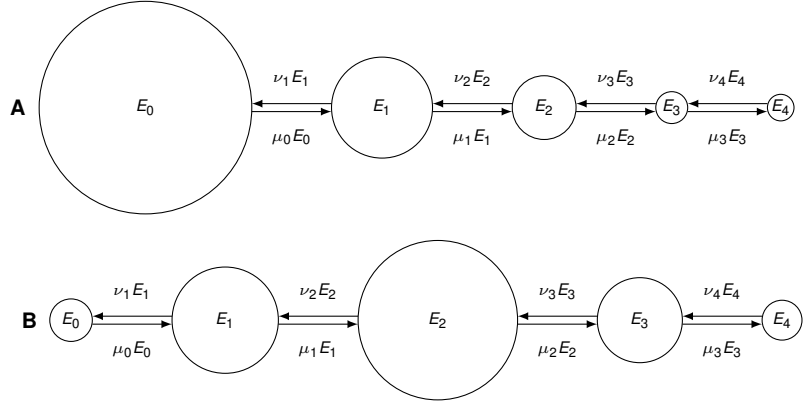 ν₁E₁ ν₂E₂ ν₃E₃ ν₄E₄
A E₀ E₁ E₂ E₃ E₄
μ₀E₀ μ₁E₁ μ₂E₂ μ₃E₃
ν₁E₁ ν₂E₂ ν₃E₃ ν₄E₄
B E₀ E₁ E₂ E₃ E₄
μ₀E₀ μ₁E₁ μ₂E₂ μ₃E₃